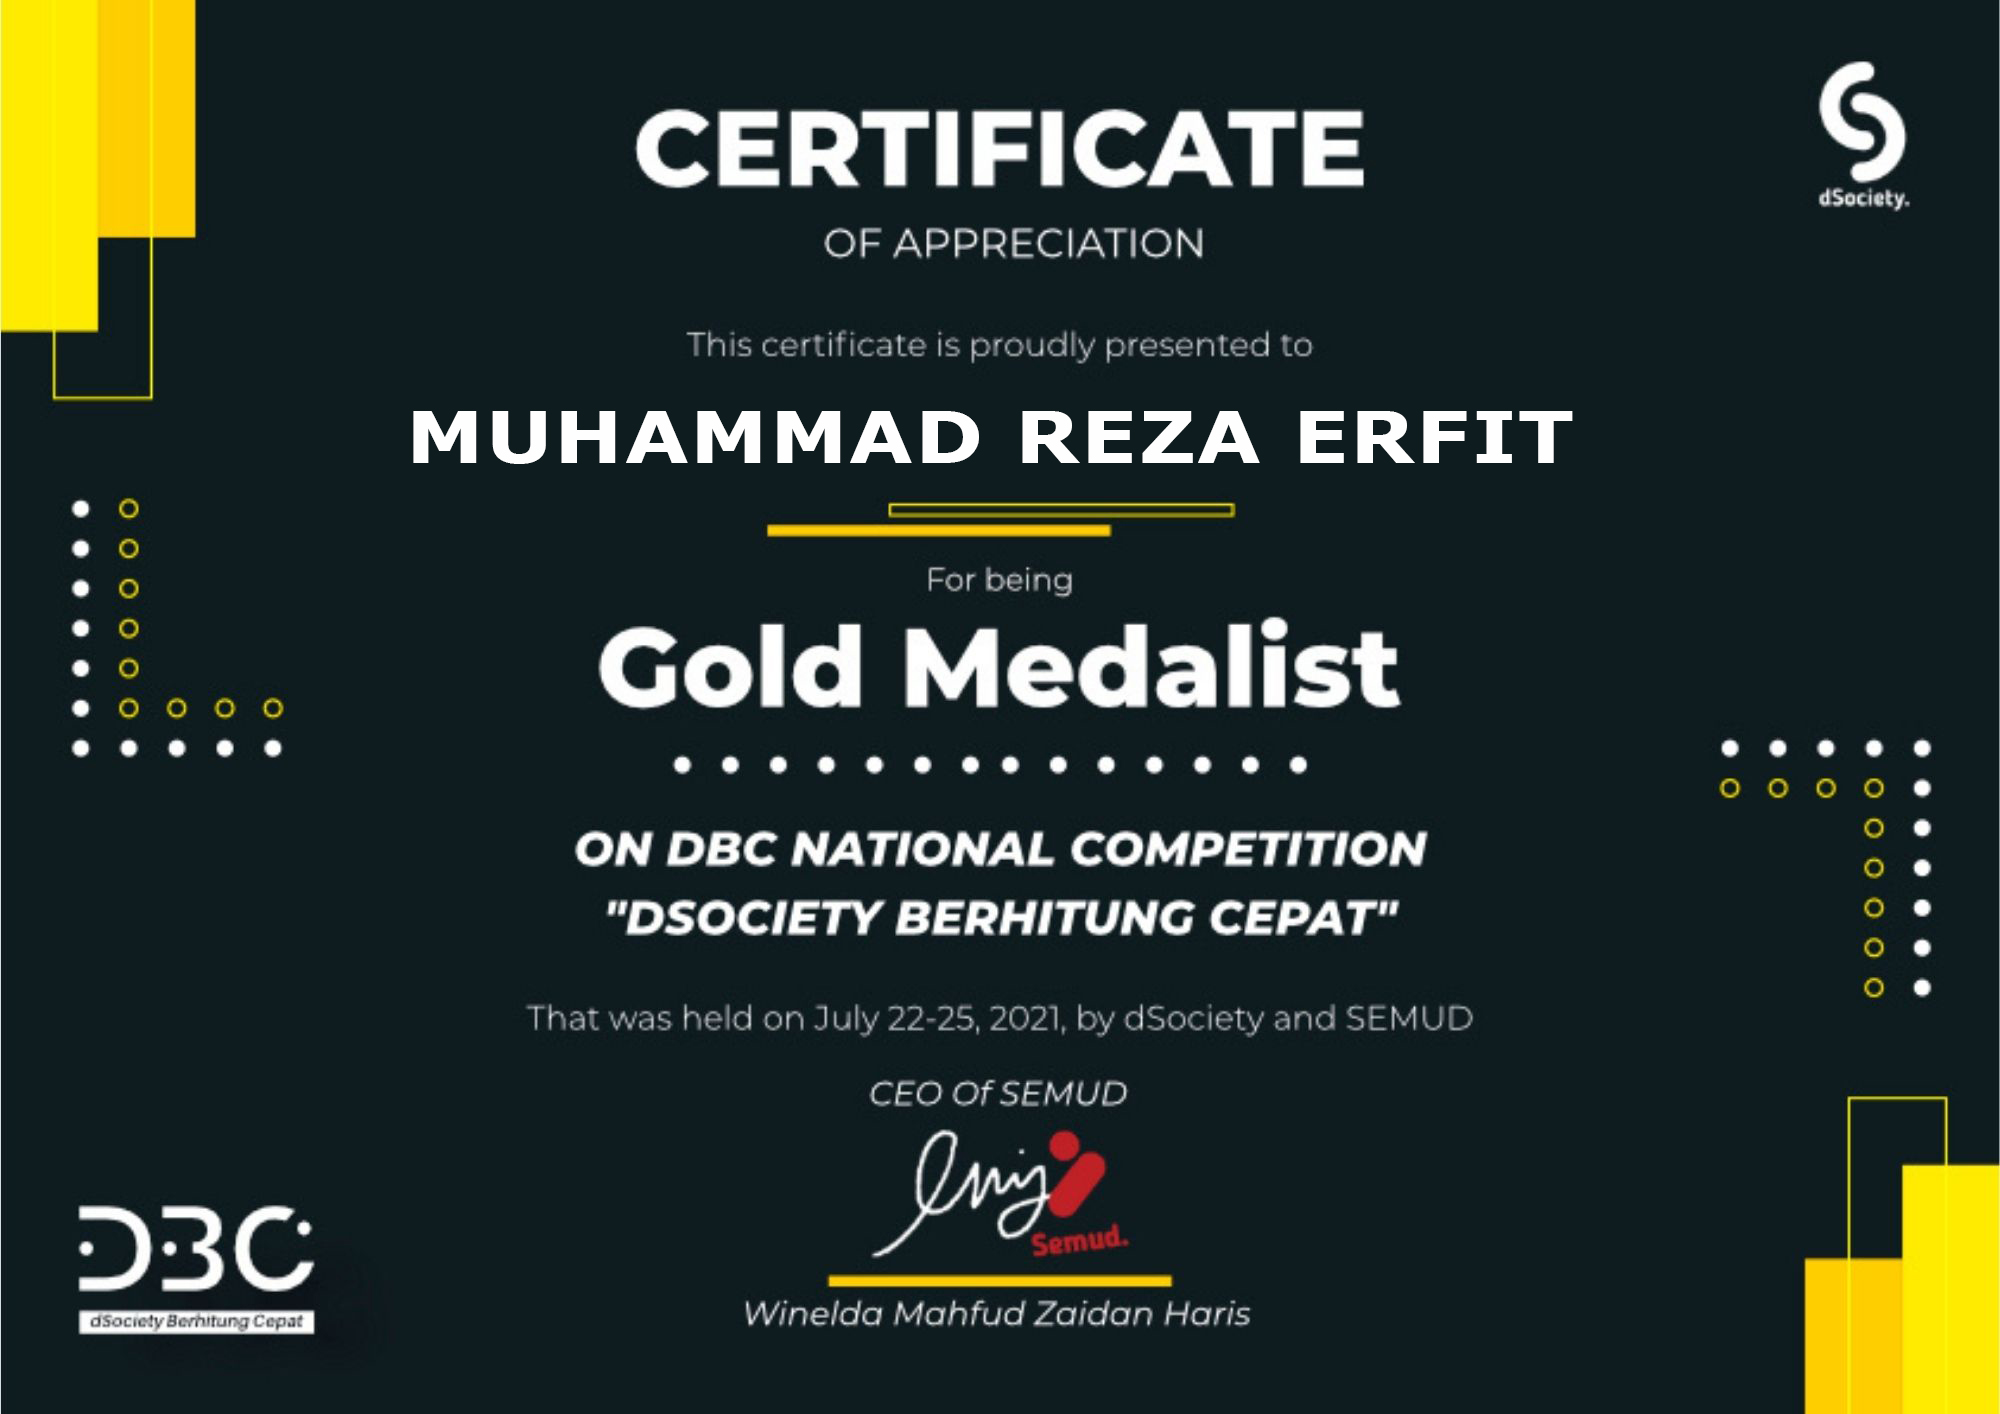 dSociety.
CERTIFICATE
OF APPRECIATION
This certificate is proudly presented to
MUHAMMAD REZA ERFIT
For being
Gold Medalist
ON DBC NATIONAL COMPETITION
"DSOCIETY BERHITUNG CEPAT"
That was held on July 22-25, 2021, by dSociety and SEMUD
CEO Of SEMUD
Semud.
Winelda Mahfud Zaidan Haris
DBC
dSociety Berhitung Cepat